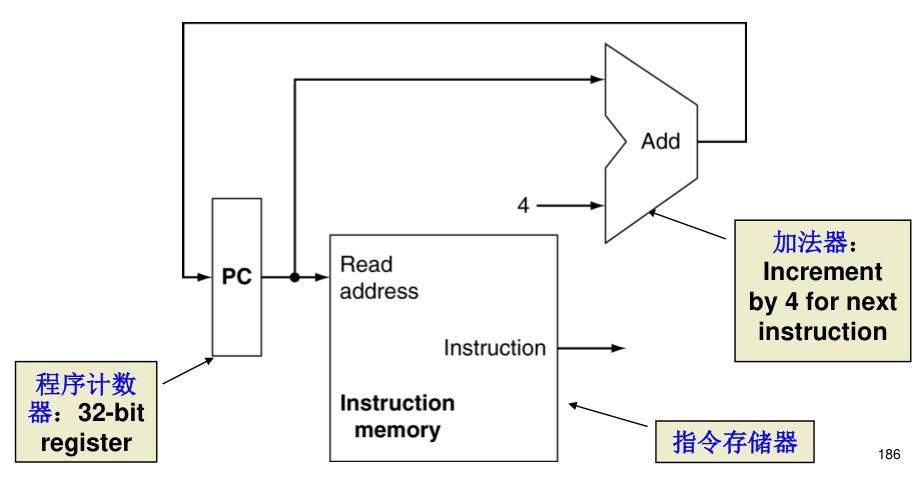 Add
4
加法器：
Increment
by 4 for next
instruction
PC
Read
address
Instruction
Instruction
memory
程序计数
器：32-bit
register
指令存储器
186